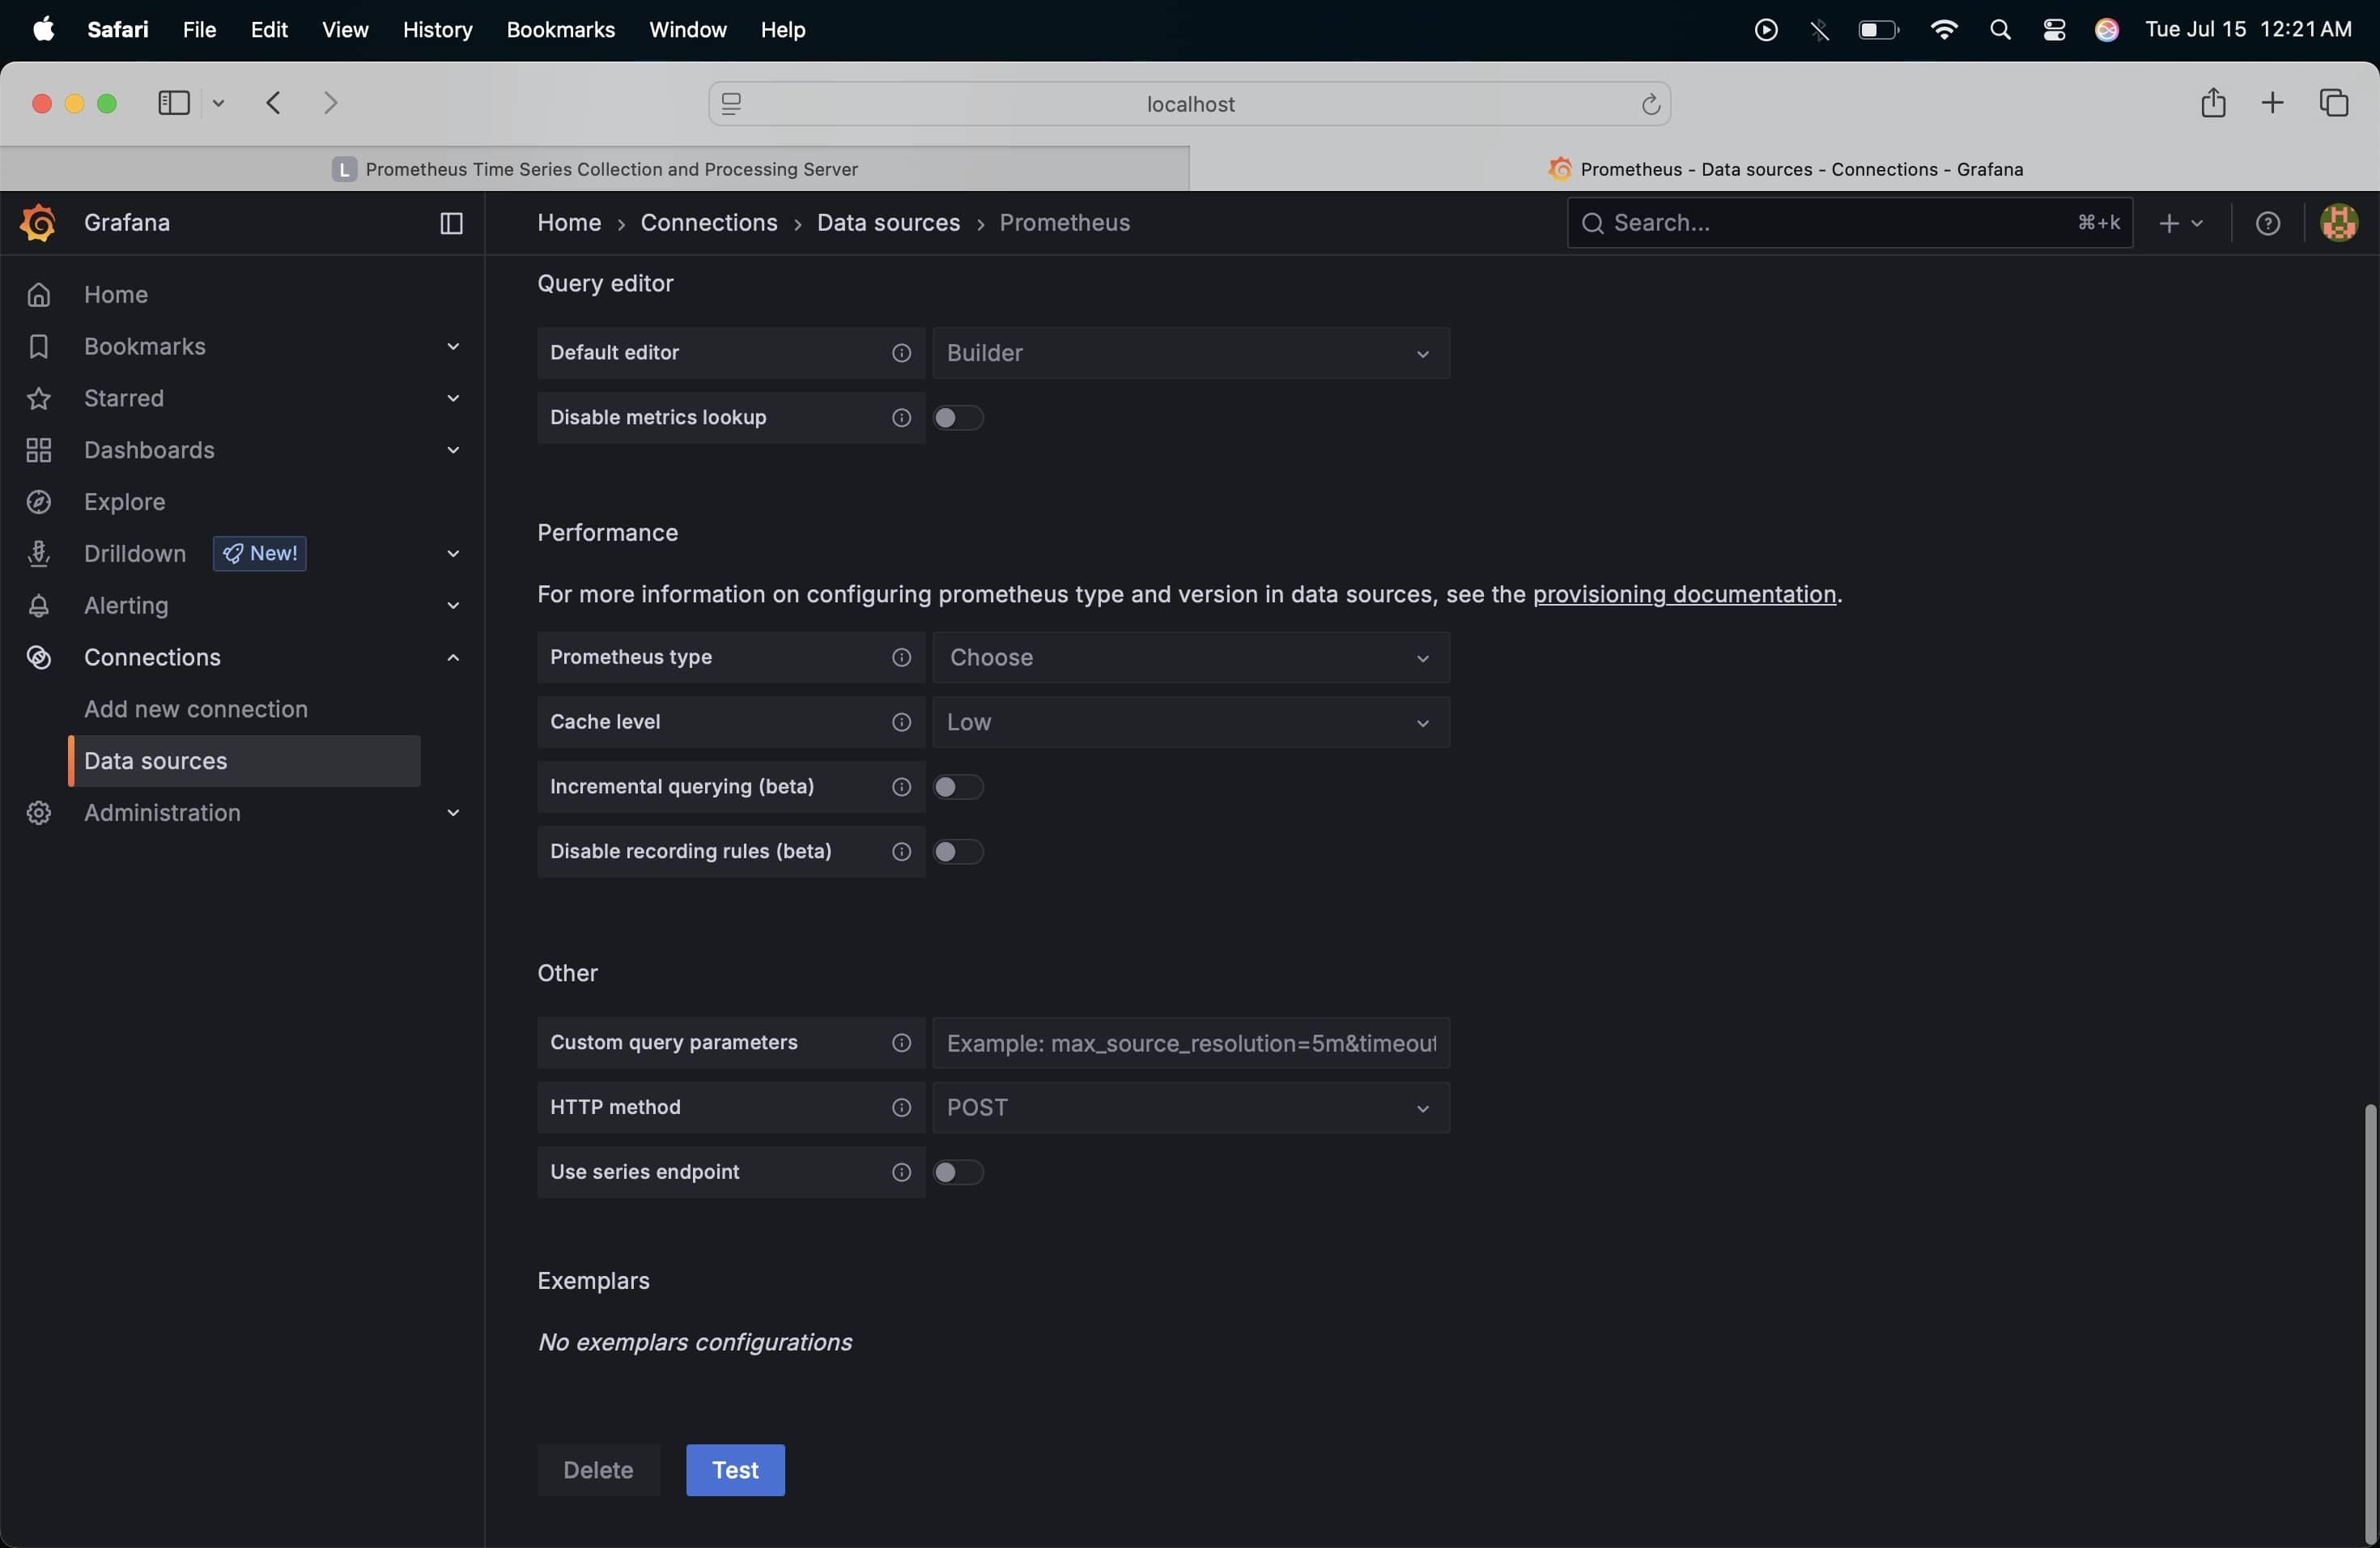 Safari File Edit View History Bookmarks Window Help Tue Jul 15 12:21 AM
localhost
L Prometheus Time Series Collection and Processing Server
Prometheus - Data sources - Connections - Grafana
Grafana
Home › Connections › Data sources › Prometheus
Search... ⌘+k
Home
Bookmarks
Starred
Dashboards
Explore
Drilldown New!
Alerting
Connections
Add new connection
Data sources
Administration
Query editor
Default editor Builder
Disable metrics lookup
Performance
For more information on configuring prometheus type and version in data sources, see the provisioning documentation.
Prometheus type Choose
Cache level Low
Incremental querying (beta)
Disable recording rules (beta)
Other
Custom query parameters Example: max_source_resolution=5m&timeout
HTTP method POST
Use series endpoint
Exemplars
No exemplars configurations
Delete Test